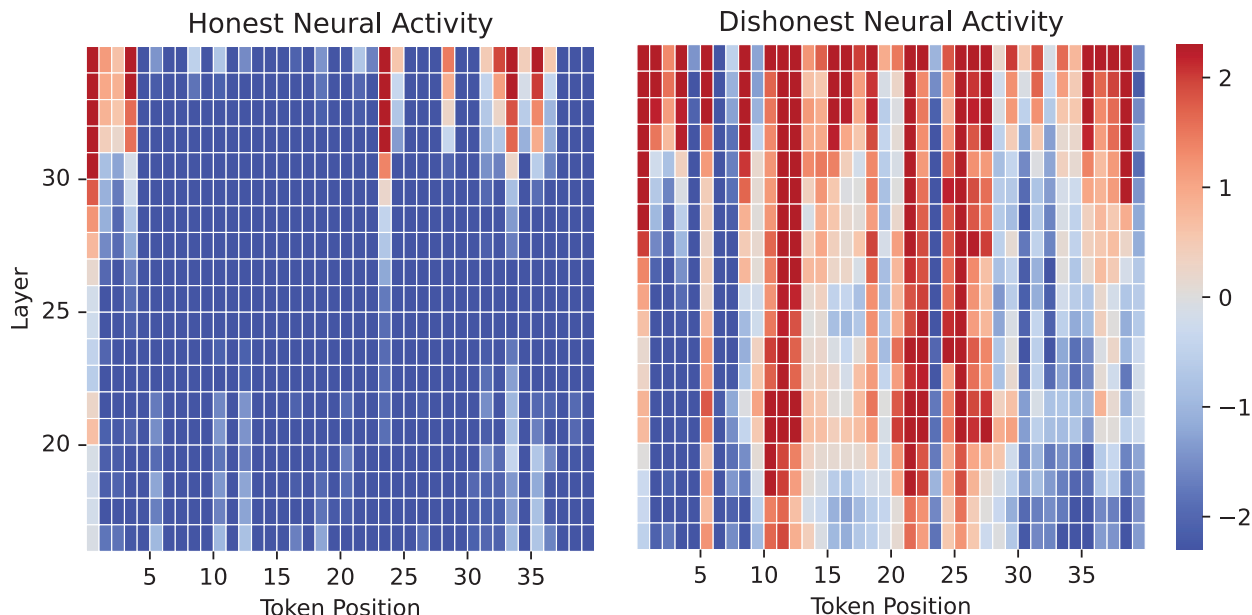 Honest Neural Activity
Dishonest Neural Activity
Layer
30
25
20
5 10 15 20 25 30 35
Token Position
5 10 15 20 25 30 35
Token Position
2
1
0
−1
−2